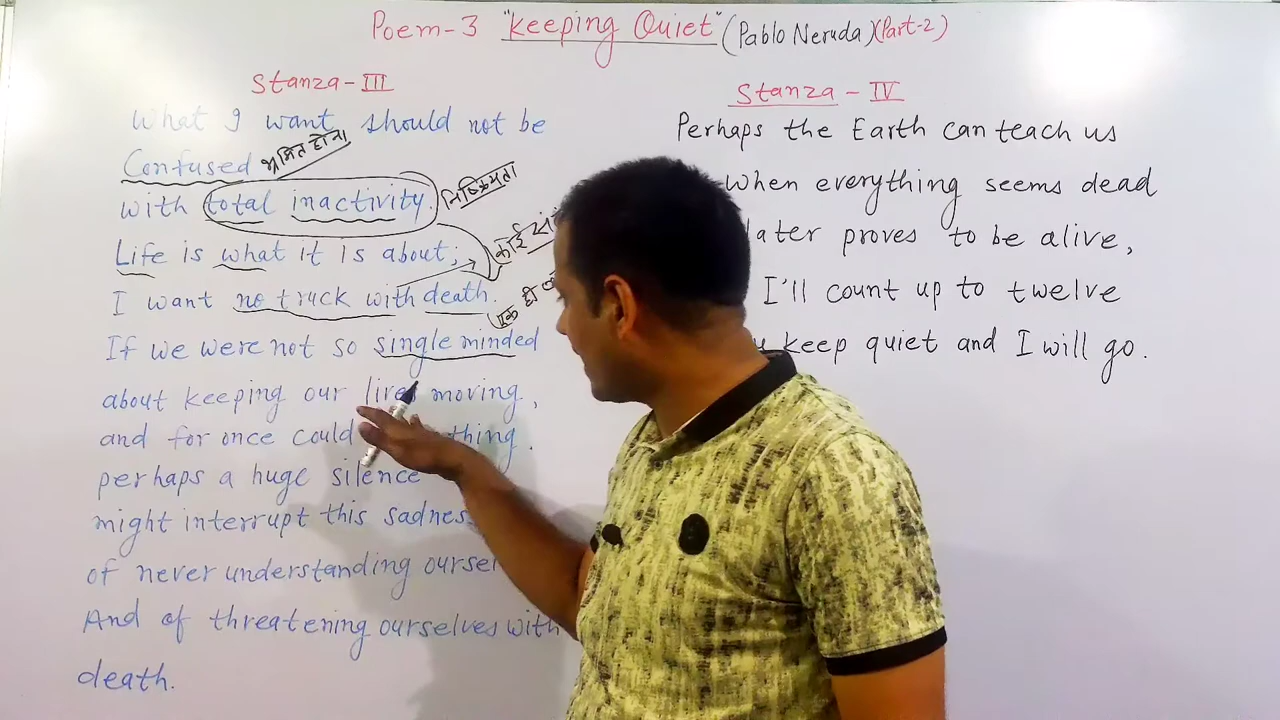 Poem-3 "Keeping Quiet" (Pablo Neruda)(Part-2)
Stanza-III
What I want should not be
Confused भ्रमित होना
with total inactivity. निष्क्रियता
Life is what it is about; कोई
I want no truck with death. एक ही
If we were not so single minded
about keeping our lives moving,
and for once could thing.
perhaps a huge silence
might interrupt this sadness
of never understanding
And of threatening ourselves with
death.
Stanza - IV
Perhaps the Earth can teach us
when everything seems dead
later proves to be alive,
I'll count up to twelve
keep quiet and I will go.